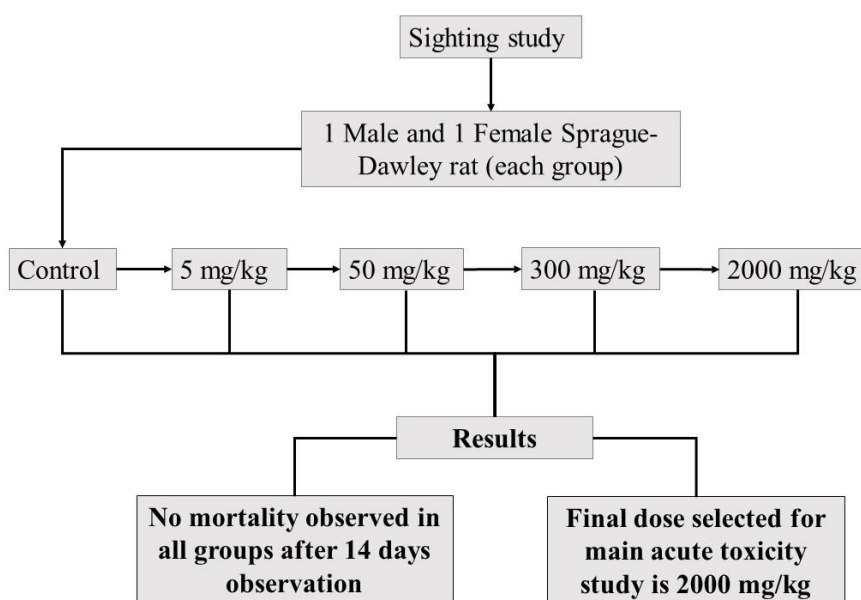 Sighting study
1 Male and 1 Female Sprague-
Dawley rat (each group)
Control
5 mg/kg
50 mg/kg
300 mg/kg
2000 mg/kg
Results
No mortality observed in
all groups after 14 days
observation
Final dose selected for
main acute toxicity
study is 2000 mg/kg